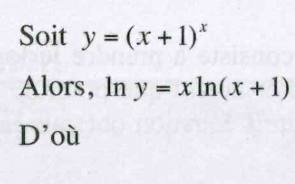 Soit y = (x + 1)^x
Alors, ln y = x ln(x + 1)
D'où